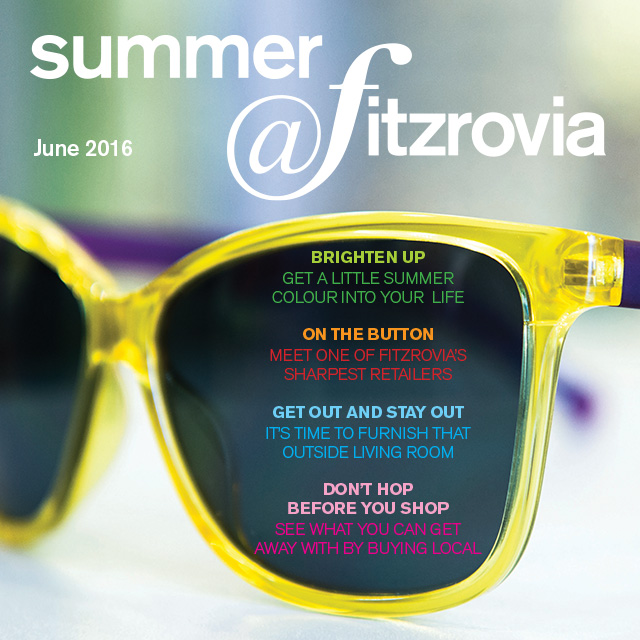 summer
@fitzrovia
June 2016
BRIGHTEN UP
GET A LITTLE SUMMER
COLOUR INTO YOUR LIFE
ON THE BUTTON
MEET ONE OF FITZROVIA'S
SHARPEST RETAILERS
GET OUT AND STAY OUT
IT'S TIME TO FURNISH THAT
OUTSIDE LIVING ROOM
DON'T HOP
BEFORE YOU SHOP
SEE WHAT YOU CAN GET
AWAY WITH BY BUYING LOCAL